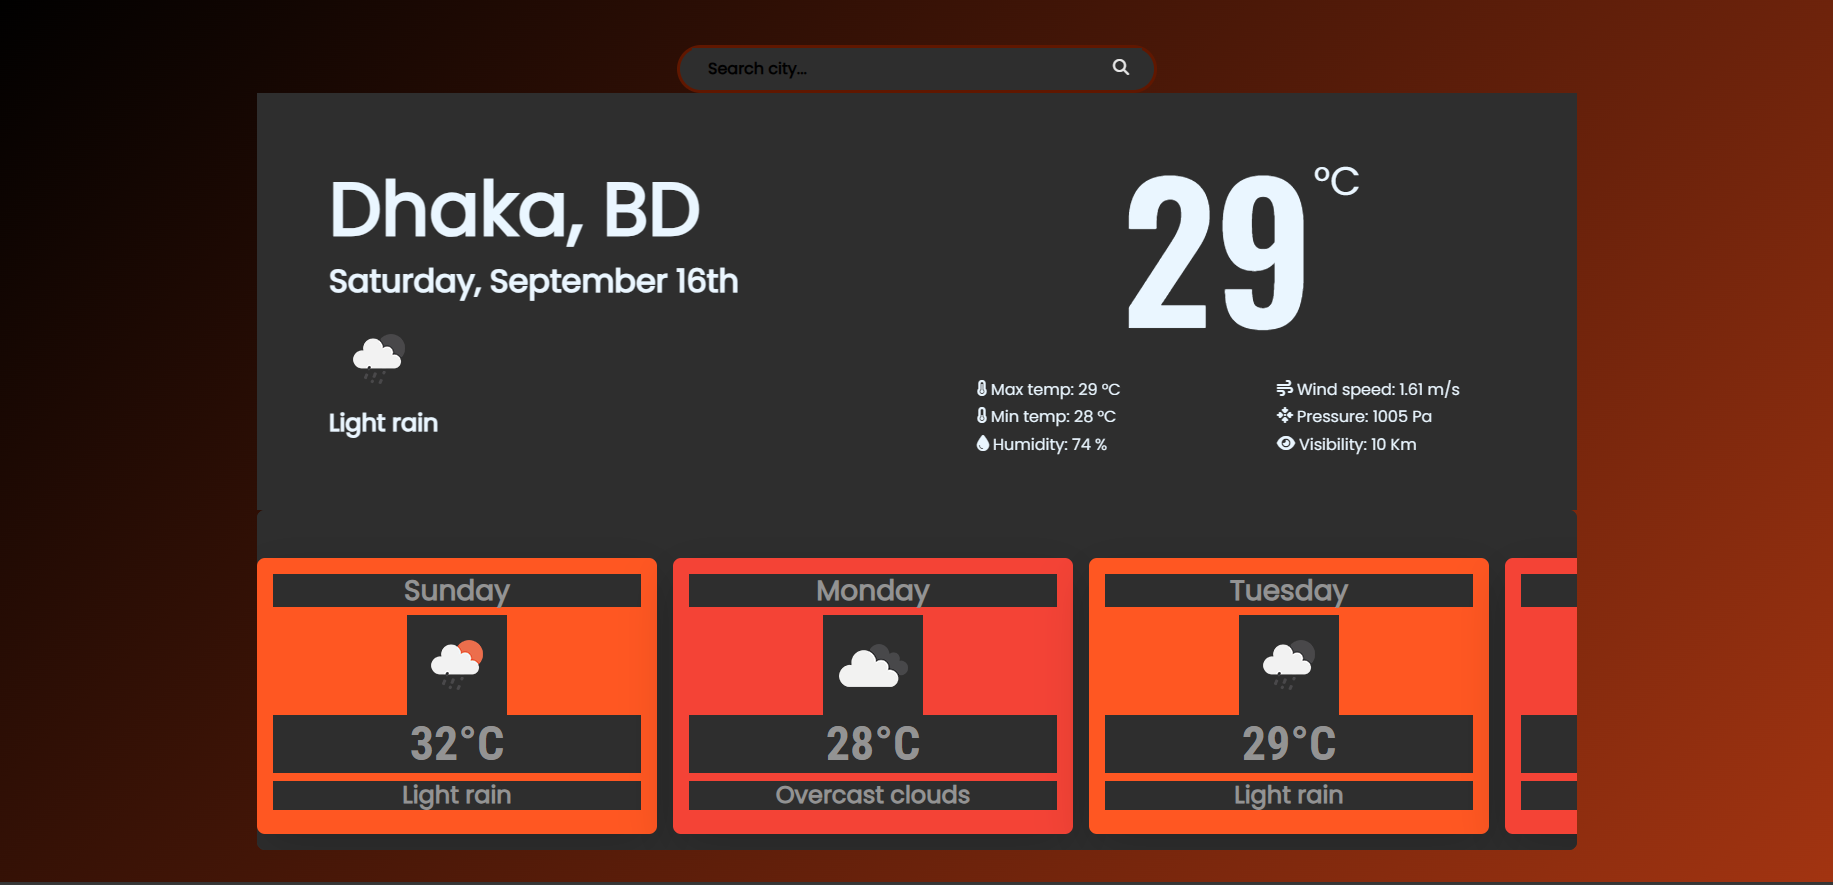 Search city...
Dhaka, BD
Saturday, September 16th
Light rain
29 °C
Max temp: 29 °C
Min temp: 28 °C
Humidity: 74 %
Wind speed: 1.61 m/s
Pressure: 1005 Pa
Visibility: 10 Km
Sunday
32°C
Light rain
Monday
28°C
Overcast clouds
Tuesday
29°C
Light rain